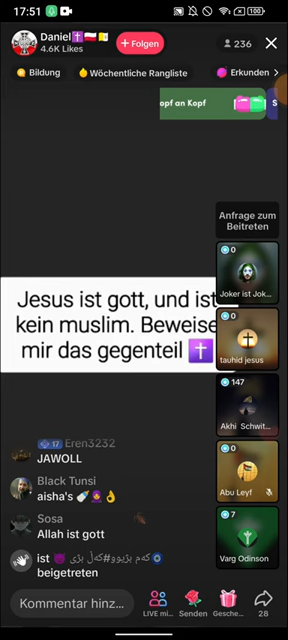 17:51
100
Daniel✝️🇵🇱🇻🇦
4.6K Likes
+ Folgen
236
Bildung
Wöchentliche Rangliste
Erkunden
opf an Kopf
S
Anfrage zum
Beitreten
0
Joker ist Jok...
0
tauhid jesus
147
Akhi Schwit...
0
Abu Leyf
7
Varg Odinson
Jesus ist gott, und ist
kein muslim. Beweise
mir das gegenteil ✝️
17 Eren3232
JAWOLL
Black Tunsi
aisha's 🍼🧕👌
Sosa
Allah ist gott
ist
beigetreten
Kommentar hinz...
LIVE mi...
Senden
Gesche...
28